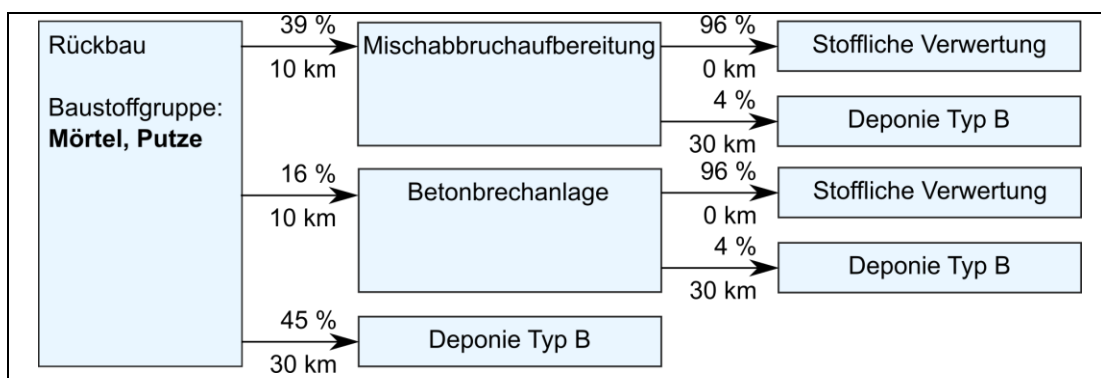 Rückbau
Baustoffgruppe:
Mörtel, Putze
39 %
10 km
Mischabbruchaufbereitung
96 %
0 km
Stoffliche Verwertung
4 %
30 km
Deponie Typ B
16 %
10 km
Betonbrechanlage
96 %
0 km
Stoffliche Verwertung
4 %
30 km
Deponie Typ B
45 %
30 km
Deponie Typ B